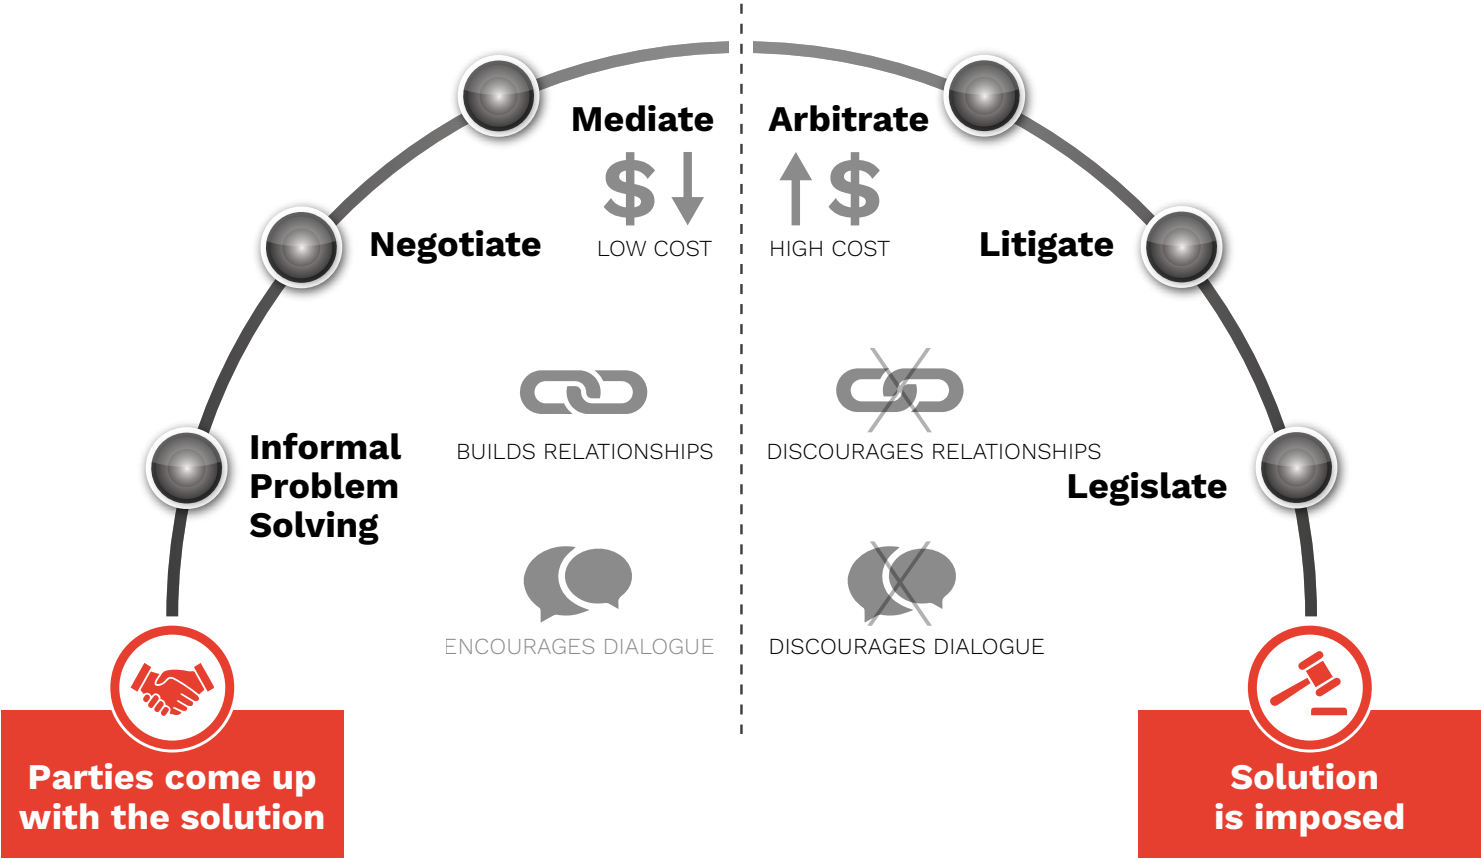 Mediate
$
LOW COST
Negotiate
BUILDS RELATIONSHIPS
Informal
Problem
Solving
ENCOURAGES DIALOGUE
Parties come up
with the solution
Arbitrate
$
HIGH COST
Litigate
DISCOURAGES RELATIONSHIPS
Legislate
DISCOURAGES DIALOGUE
Solution
is imposed